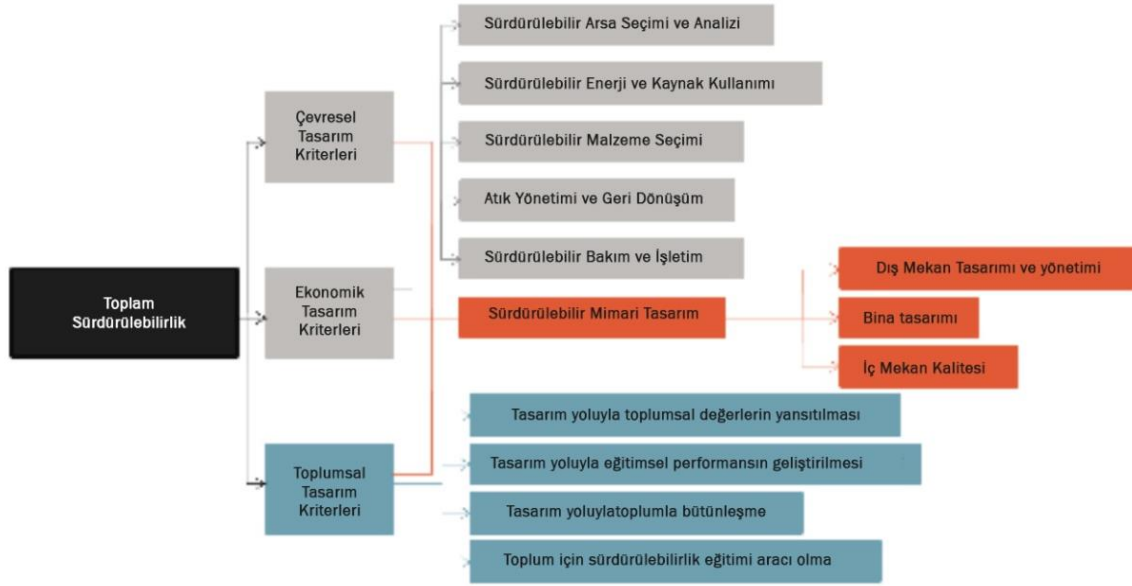 Toplam
Sürdürülebilirlik
Çevresel
Tasarım
Kriterleri
Ekonomik
Tasarım
Kriterleri
Toplumsal
Tasarım
Kriterleri
Sürdürülebilir Arsa Seçimi ve Analizi
Sürdürülebilir Enerji ve Kaynak Kullanımı
Sürdürülebilir Malzeme Seçimi
Atık Yönetimi ve Geri Dönüşüm
Sürdürülebilir Bakım ve İşletim
Sürdürülebilir Mimari Tasarım
Dış Mekan Tasarımı ve yönetimi
Bina tasarımı
İç Mekan Kalitesi
Tasarım yoluyla toplumsal değerlerin yansıtılması
Tasarım yoluyla eğitimsel performansın geliştirilmesi
Tasarım yoluylatoplumla bütünleşme
Toplum için sürdürülebilirlik eğitimi aracı olma